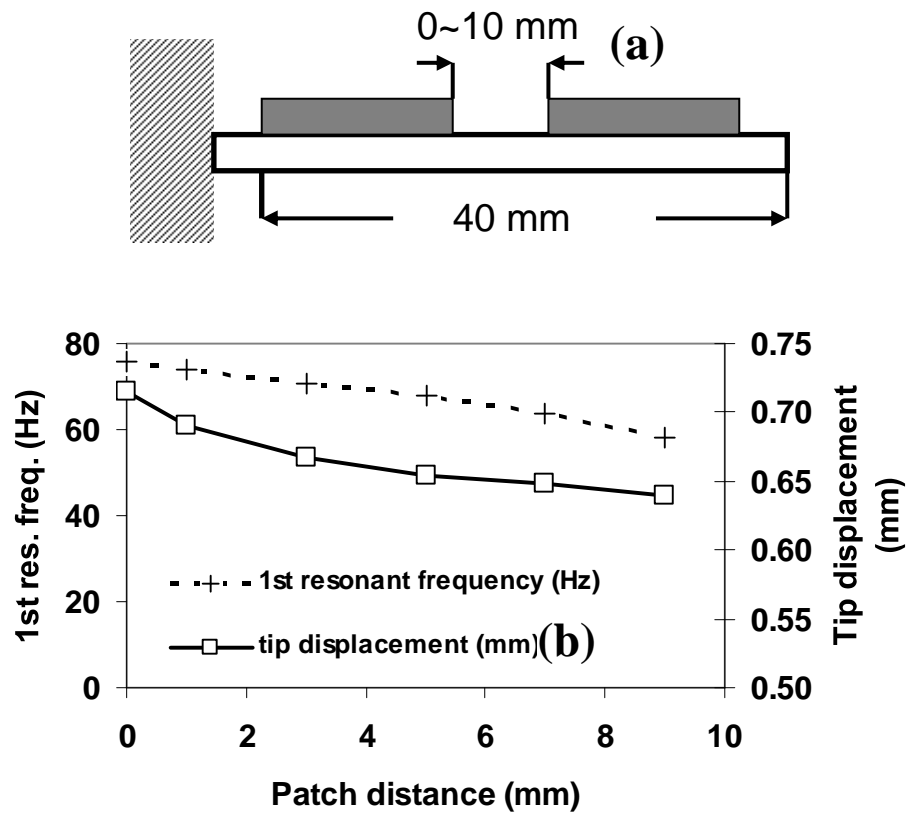 0~10 mm (a)
40 mm
80
60
40
20
0
1st res. freq. (Hz)
0.75
0.70
0.65
0.60
0.55
0.50
Tip displacement
(mm)
1st resonant frequency (Hz)
tip displacement (mm) (b)
0 2 4 6 8 10
Patch distance (mm)